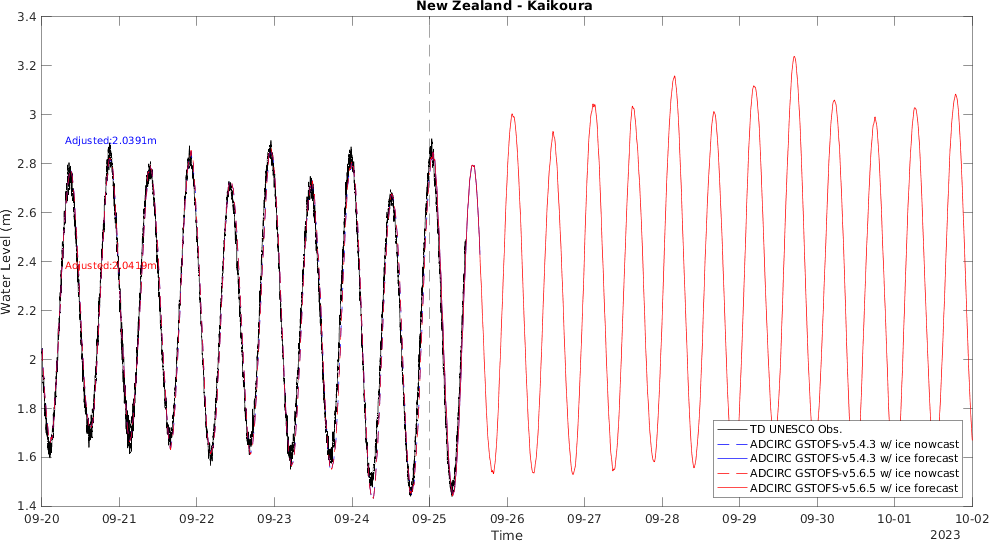 New Zealand - Kaikoura
3.4
3.2
3
2.8
2.6
2.4
2.2
2
1.8
1.6
1.4
Water Level (m)
Adjusted:2.0391m
Adjusted:2.0419m
TD UNESCO Obs.
ADCIRC GSTOFS-v5.4.3 w/ ice nowcast
ADCIRC GSTOFS-v5.4.3 w/ ice forecast
ADCIRC GSTOFS-v5.6.5 w/ ice nowcast
ADCIRC GSTOFS-v5.6.5 w/ ice forecast
09-20 09-21 09-22 09-23 09-24 09-25 09-26 09-27 09-28 09-29 09-30 10-01 10-02
Time
2023